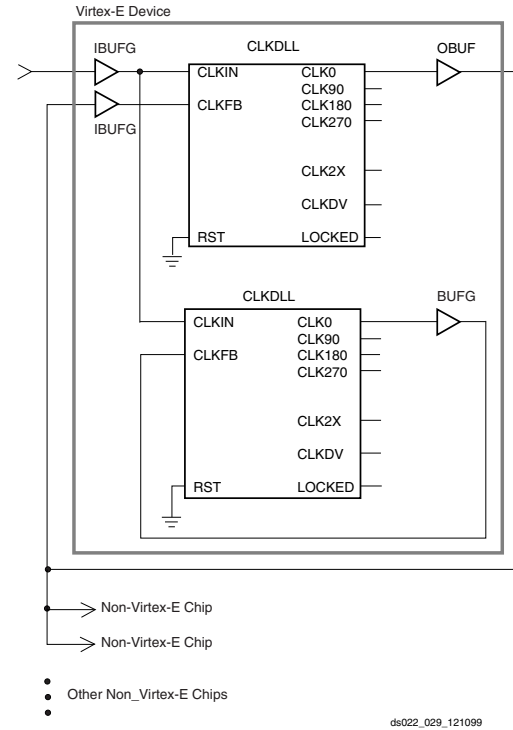 Virtex-E Device
IBUFG
CLKDLL
OBUF
CLKIN
CLK0
CLK90
CLKFB
CLK180
CLK270
IBUFG
CLK2X
CLKDV
RST
LOCKED
CLKDLL
BUFG
CLKIN
CLK0
CLK90
CLKFB
CLK180
CLK270
CLK2X
CLKDV
RST
LOCKED
Non-Virtex-E Chip
Non-Virtex-E Chip
Other Non_Virtex-E Chips
ds022_029_121099